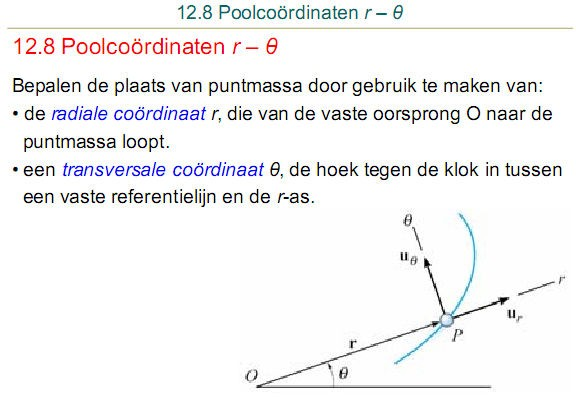 12.8 Poolcoördinaten r – θ
12.8 Poolcoördinaten r – θ
Bepalen de plaats van puntmassa door gebruik te maken van:
• de radiale coördinaat r, die van de vaste oorsprong O naar de
puntmassa loopt.
• een transversale coördinaat θ, de hoek tegen de klok in tussen
een vaste referentielijn en de r-as.
θ
u_θ
r
u_r
P
r
O
θ